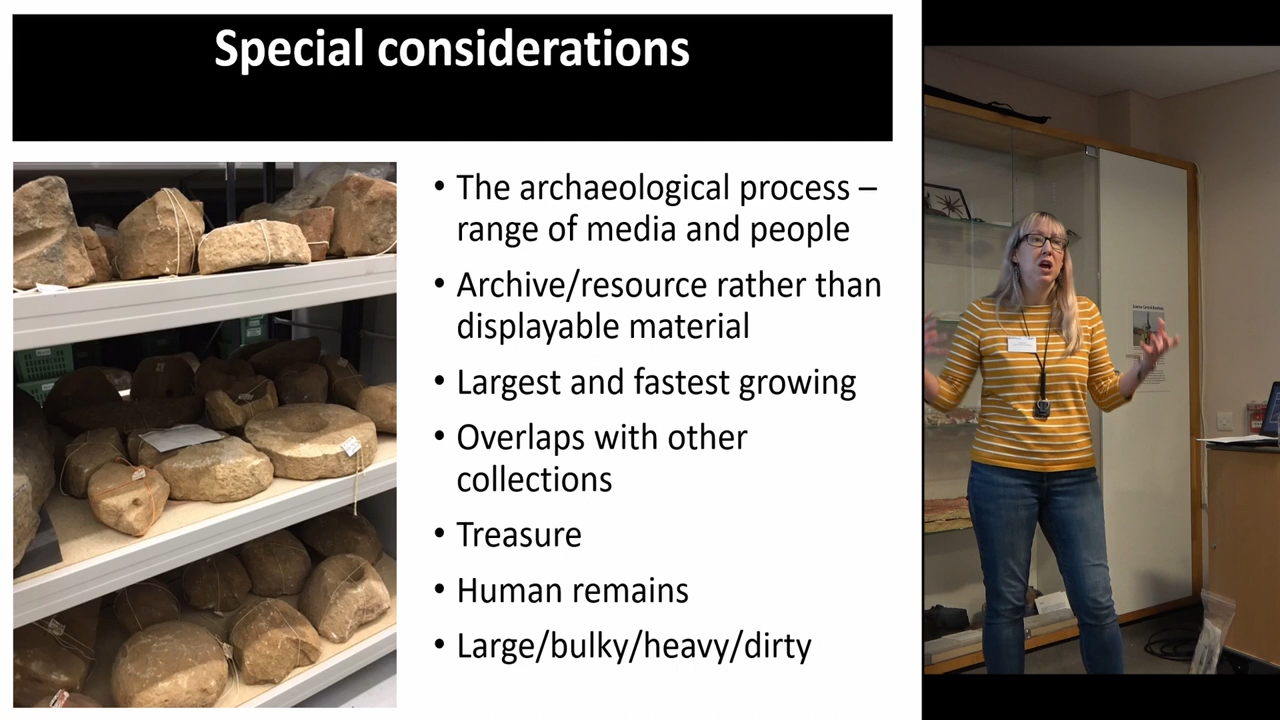 Special considerations
• The archaeological process –
range of media and people
• Archive/resource rather than
displayable material
• Largest and fastest growing
• Overlaps with other
collections
• Treasure
• Human remains
• Large/bulky/heavy/dirty